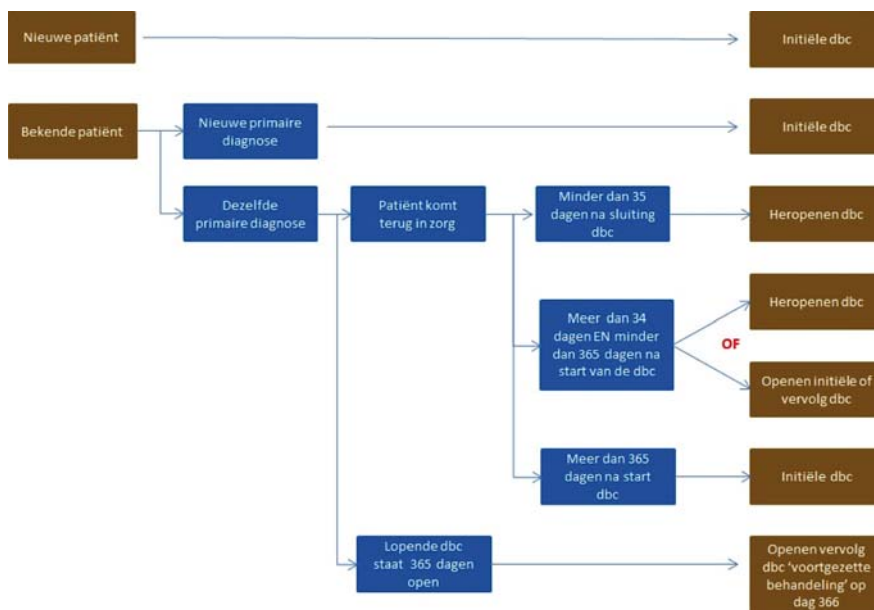 Nieuwe patiënt
Initiële dbc
Bekende patiënt
Nieuwe primaire
diagnose
Initiële dbc
Dezelfde
primaire diagnose
Patiënt komt
terug in zorg
Minder dan 35
dagen na sluiting
dbc
Heropenen dbc
Meer dan 34
dagen EN minder
dan 365 dagen na
start van de dbc
Heropenen dbc
OF
Openen initiële of
vervolg dbc
Meer dan 365
dagen na start
dbc
Initiële dbc
Lopende dbc
staat 365 dagen
open
Openen vervolg
dbc ‘voortgezette
behandeling’ op
dag 366